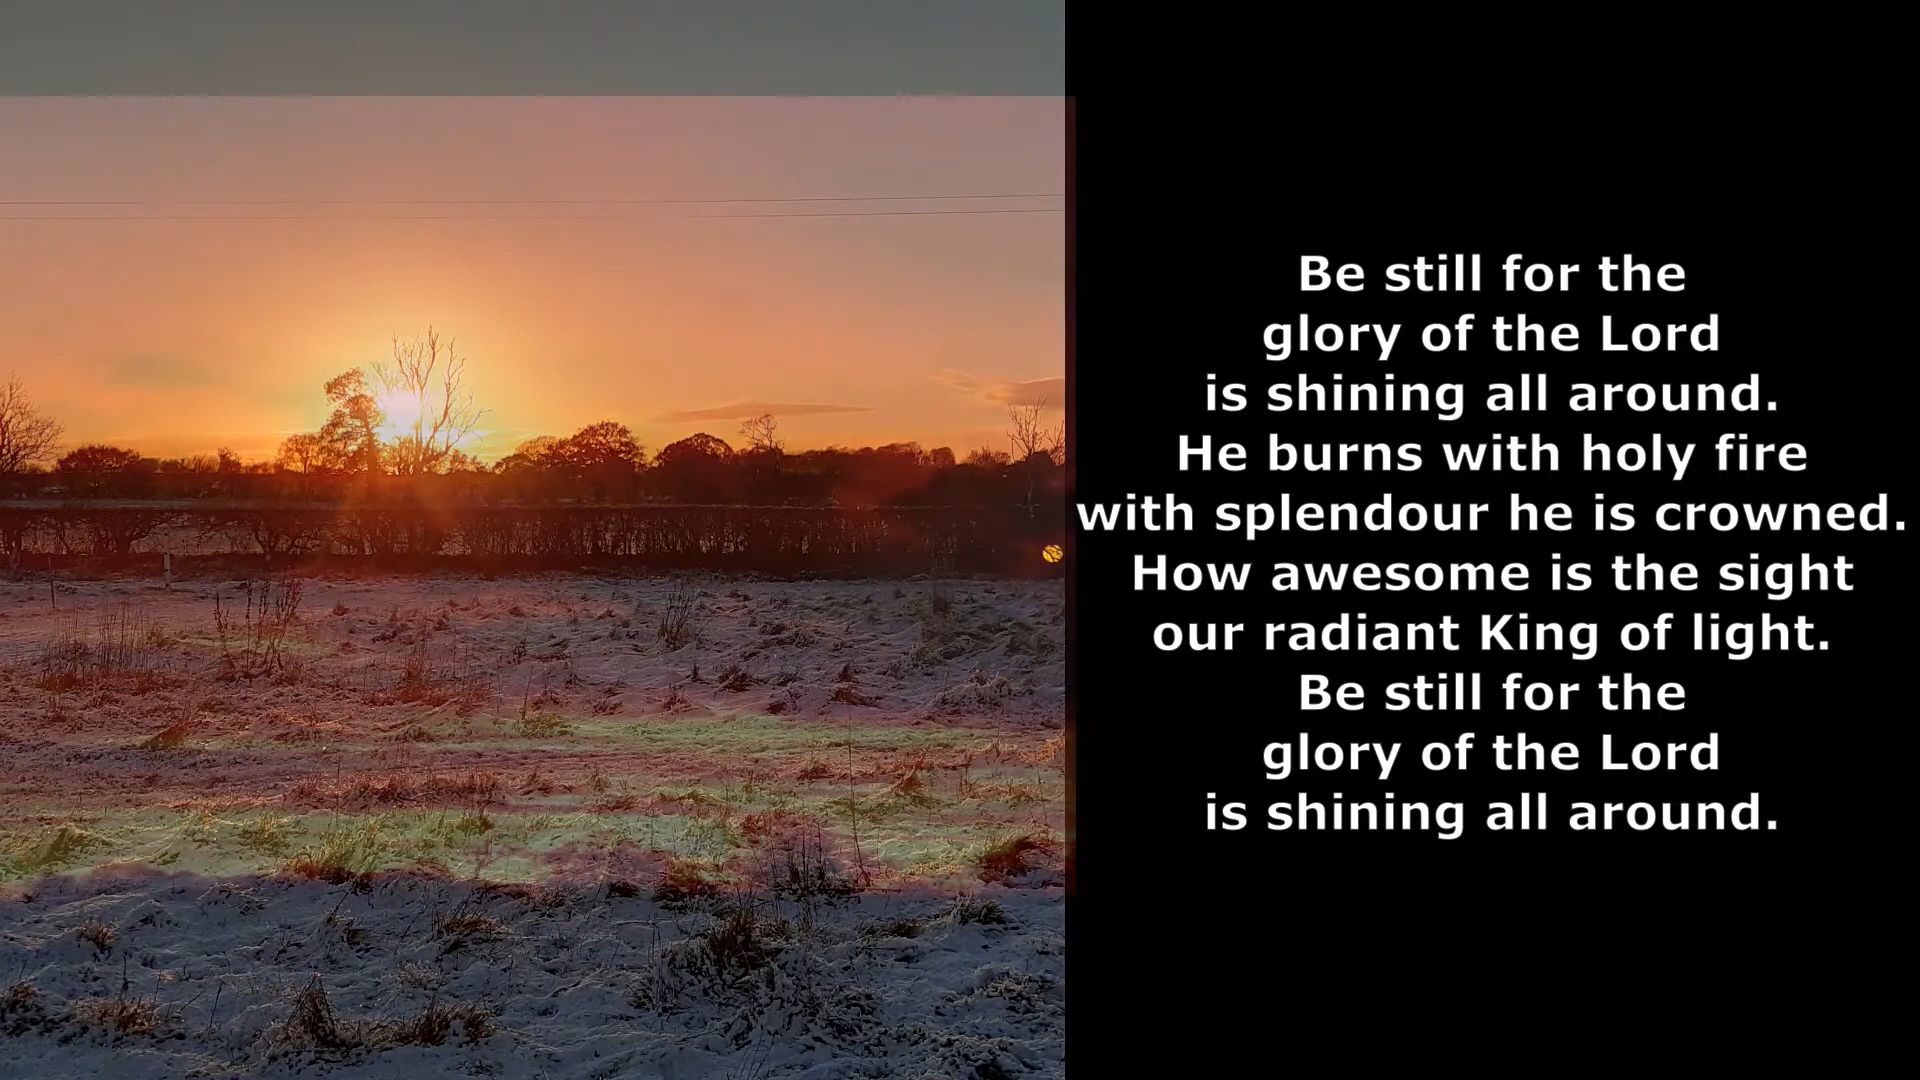 Be still for the
glory of the Lord
is shining all around.
He burns with holy fire
with splendour he is crowned.
How awesome is the sight
our radiant King of light.
Be still for the
glory of the Lord
is shining all around.